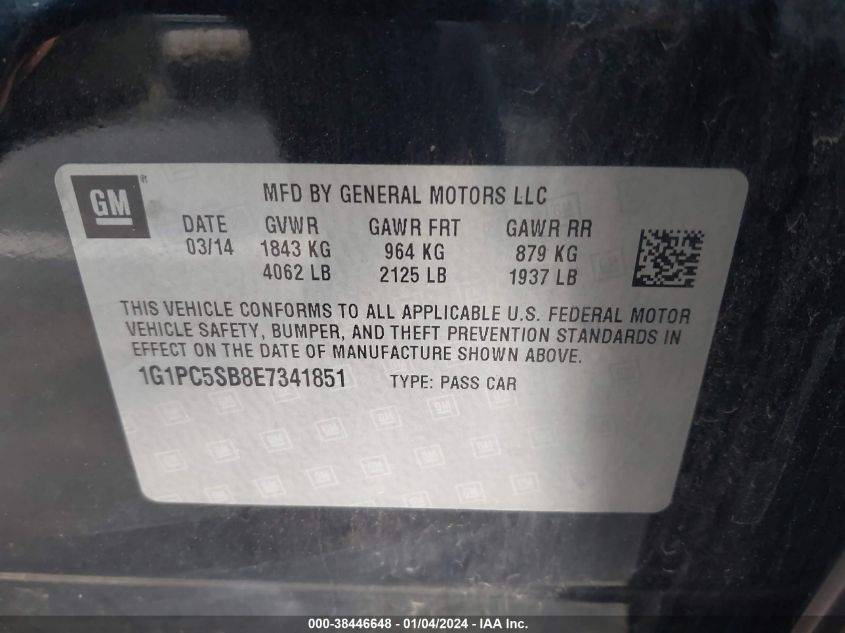 GM ® MFD BY GENERAL MOTORS LLC
DATE GVWR GAWR FRT GAWR RR
03/14 1843 KG 964 KG 879 KG
4062 LB 2125 LB 1937 LB
THIS VEHICLE CONFORMS TO ALL APPLICABLE U.S. FEDERAL MOTOR
VEHICLE SAFETY, BUMPER, AND THEFT PREVENTION STANDARDS IN
EFFECT ON THE DATE OF MANUFACTURE SHOWN ABOVE.
1G1PC5SB8E7341851 TYPE: PASS CAR
000-38446648 - 01/04/2024 - IAA Inc.